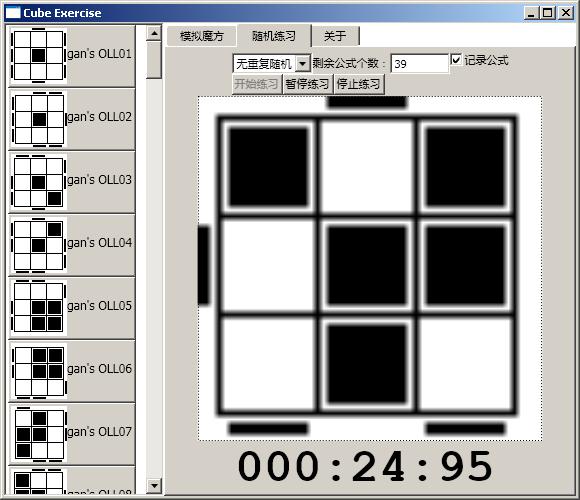 Cube Exercise
模拟魔方 随机练习 关于
无重复随机 剩余公式个数： 39 记录公式
开始练习 暂停练习 停止练习
gan's OLL01
gan's OLL02
gan's OLL03
gan's OLL04
gan's OLL05
gan's OLL06
gan's OLL07
000:24:95